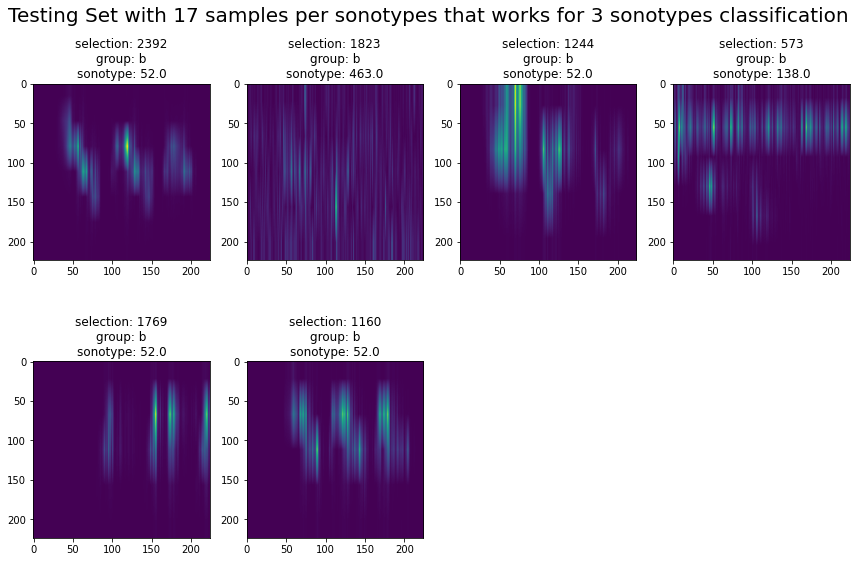 Testing Set with 17 samples per sonotypes that works for 3 sonotypes classification
selection: 2392
group: b
sonotype: 52.0
0
50
100
150
200
0 50 100 150 200
selection: 1823
group: b
sonotype: 463.0
0
50
100
150
200
0 50 100 150 200
selection: 1244
group: b
sonotype: 52.0
0
50
100
150
200
0 50 100 150 200
selection: 573
group: b
sonotype: 138.0
0
50
100
150
200
0 50 100 150 200
selection: 1769
group: b
sonotype: 52.0
0
50
100
150
200
0 50 100 150 200
selection: 1160
group: b
sonotype: 52.0
0
50
100
150
200
0 50 100 150 200